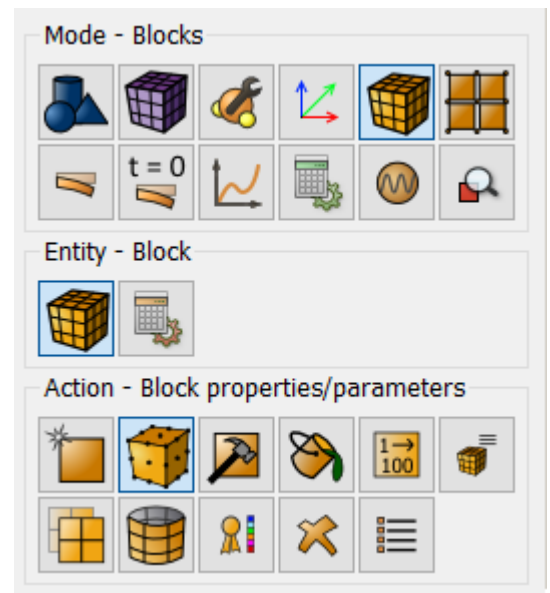 Mode - Blocks
t = 0
Entity - Block
Action - Block properties/parameters
1→
100